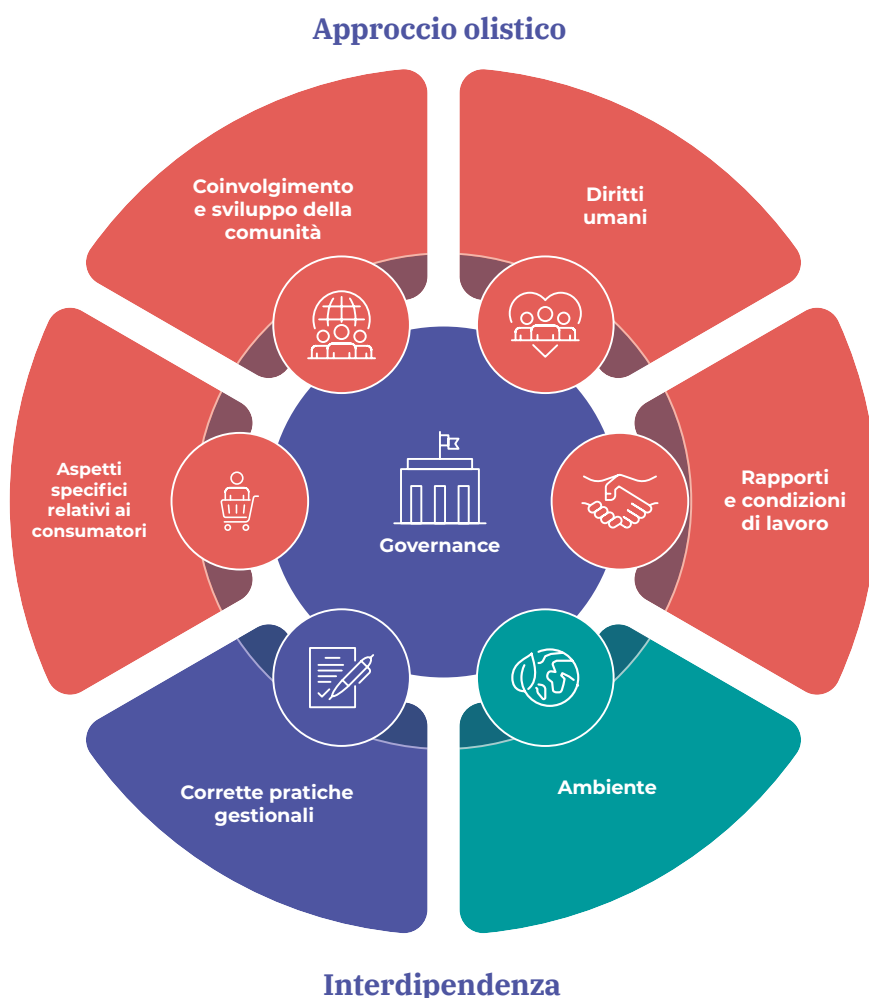 Approccio olistico
Coinvolgimento
e sviluppo della
comunità
Diritti
umani
Aspetti
specifici
relativi ai
consumatori
Governance
Rapporti
e condizioni
di lavoro
Corrette pratiche
gestionali
Ambiente
Interdipendenza